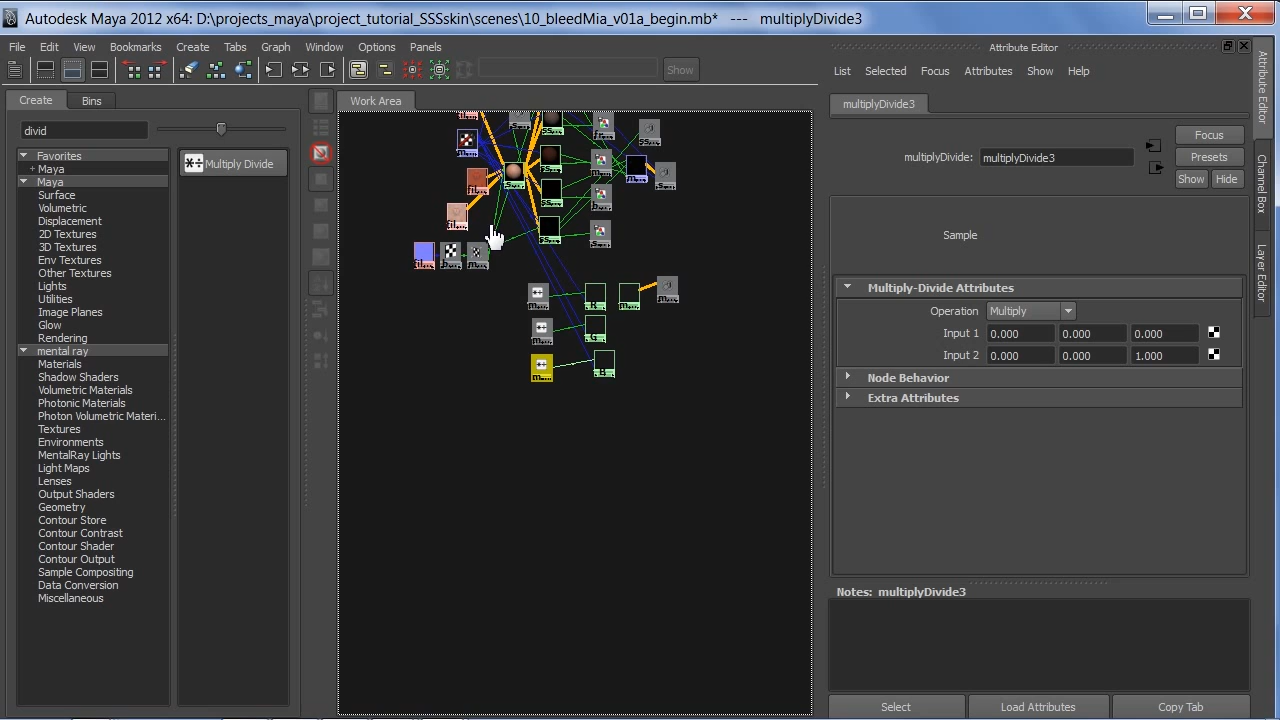 Autodesk Maya 2012 x64: D:\projects_maya\project_tutorial_SSSskin\scenes\10_bleedMia_v01a_begin.mb* --- multiplyDivide3
File Edit View Bookmarks Create Tabs Graph Window Options Panels
Attribute Editor
List Selected Focus Attributes Show Help
Show
Create Bins
Work Area
multiplyDivide3
divid
Favorites
+ Maya
Maya
Surface
Volumetric
Displacement
2D Textures
3D Textures
Env Textures
Other Textures
Lights
Utilities
Image Planes
Glow
Rendering
mental ray
Materials
Shadow Shaders
Volumetric Materials
Photonic Materials
Photon Volumetric Materi...
Textures
Environments
MentalRay Lights
Light Maps
Lenses
Output Shaders
Geometry
Contour Store
Contour Contrast
Contour Shader
Contour Output
Sample Compositing
Data Conversion
Miscellaneous
Multiply Divide
multiplyDivide: multiplyDivide3
Focus
Presets
Show Hide
Sample
Multiply-Divide Attributes
Operation Multiply
Input 1 0.000 0.000 0.000
Input 2 0.000 0.000 1.000
Node Behavior
Extra Attributes
Notes: multiplyDivide3
Select Load Attributes Copy Tab
Attribute Editor
Channel Box
Layer Editor